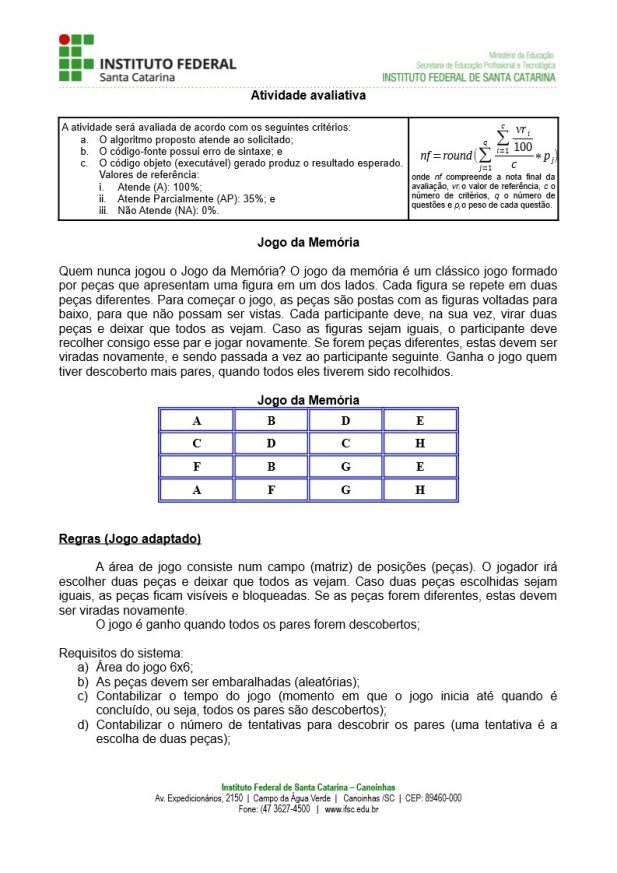 INSTITUTO FEDERAL
Santa Catarina
Ministério da Educação
Secretaria de Educação Profissional e Tecnológica
INSTITUTO FEDERAL DE SANTA CATARINA
Atividade avaliativa
A atividade será avaliada de acordo com os seguintes critérios:
a. O algoritmo proposto atende ao solicitado;
b. O código-fonte possui erro de sintaxe; e
c. O código objeto (executável) gerado produz o resultado esperado.
Valores de referência:
i. Atende (A): 100%;
ii. Atende Parcialmente (AP): 35%; e
iii. Não Atende (NA): 0%.
nf = round(∑_{j=1}^{q} (∑_{i=1}^{c} vr_i/100)/c * p_j)
onde nf compreende a nota final da
avaliação, vr_i o valor de referência, c o
número de critérios, q o número de
questões e p_j o peso de cada questão.
Jogo da Memória
Quem nunca jogou o Jogo da Memória? O jogo da memória é um clássico jogo formado
por peças que apresentam uma figura em um dos lados. Cada figura se repete em duas
peças diferentes. Para começar o jogo, as peças são postas com as figuras voltadas para
baixo, para que não possam ser vistas. Cada participante deve, na sua vez, virar duas
peças e deixar que todos as vejam. Caso as figuras sejam iguais, o participante deve
recolher consigo esse par e jogar novamente. Se forem peças diferentes, estas devem ser
viradas novamente, e sendo passada a vez ao participante seguinte. Ganha o jogo quem
tiver descoberto mais pares, quando todos eles tiverem sido recolhidos.
Jogo da Memória
A B D E
C D C H
F B G E
A F G H
Regras (Jogo adaptado)
A área de jogo consiste num campo (matriz) de posições (peças). O jogador irá
escolher duas peças e deixar que todos as vejam. Caso duas peças escolhidas sejam
iguais, as peças ficam visíveis e bloqueadas. Se as peças forem diferentes, estas devem
ser viradas novamente.
O jogo é ganho quando todos os pares forem descobertos;
Requisitos do sistema:
a) Área do jogo 6x6;
b) As peças devem ser embaralhadas (aleatórias);
c) Contabilizar o tempo do jogo (momento em que o jogo inicia até quando é
concluído, ou seja, todos os pares são descobertos);
d) Contabilizar o número de tentativas para descobrir os pares (uma tentativa é a
escolha de duas peças);
Instituto Federal de Santa Catarina – Canoinhas
Av. Expedicionários, 2150 | Campo da Água Verde | Canoinhas /SC | CEP: 89460-000
Fone: (47 3627-4500 | www.ifsc.edu.br